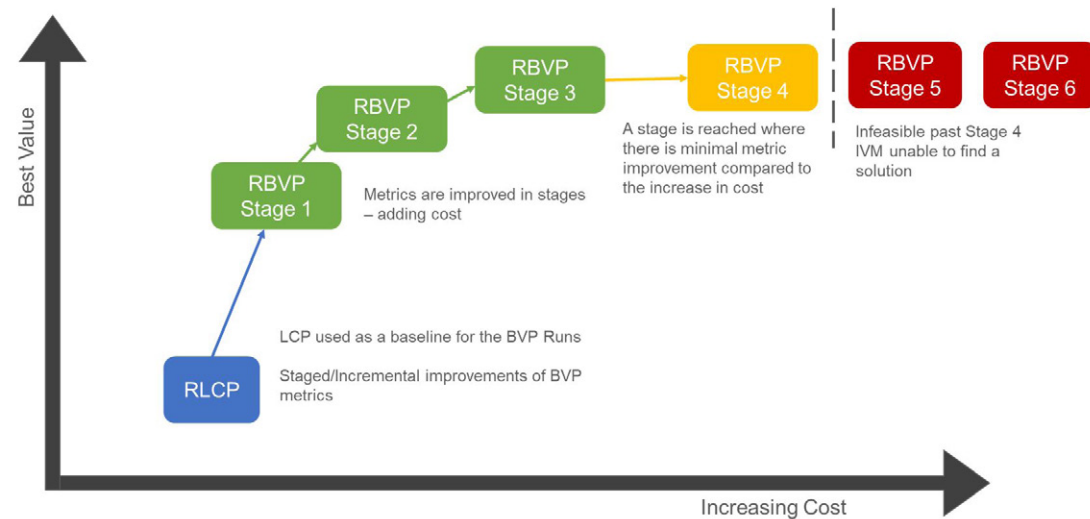 Best Value
RBVP
Stage 1
RBVP
Stage 2
RBVP
Stage 3
RBVP
Stage 4
RBVP
Stage 5
RBVP
Stage 6
A stage is reached where
there is minimal metric
improvement compared to
the increase in cost
Infeasible past Stage 4
IVM unable to find a
solution
Metrics are improved in stages
– adding cost
LCP used as a baseline for the BVP Runs
Staged/Incremental improvements of BVP
metrics
RLCP
Increasing Cost